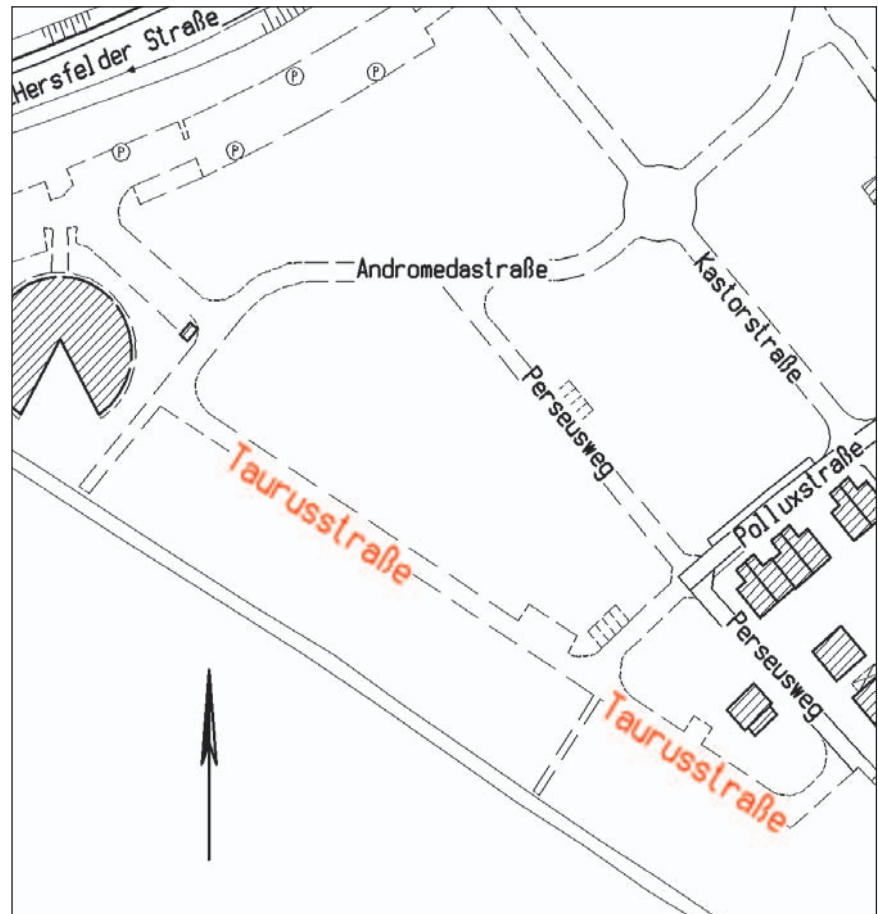 Hersfelder Straße
P
P
P
P
Andromedastraße
Kastorstraße
Perseusweg
Taurusstraße
Polluxstraße
Perseusweg
Taurusstraße